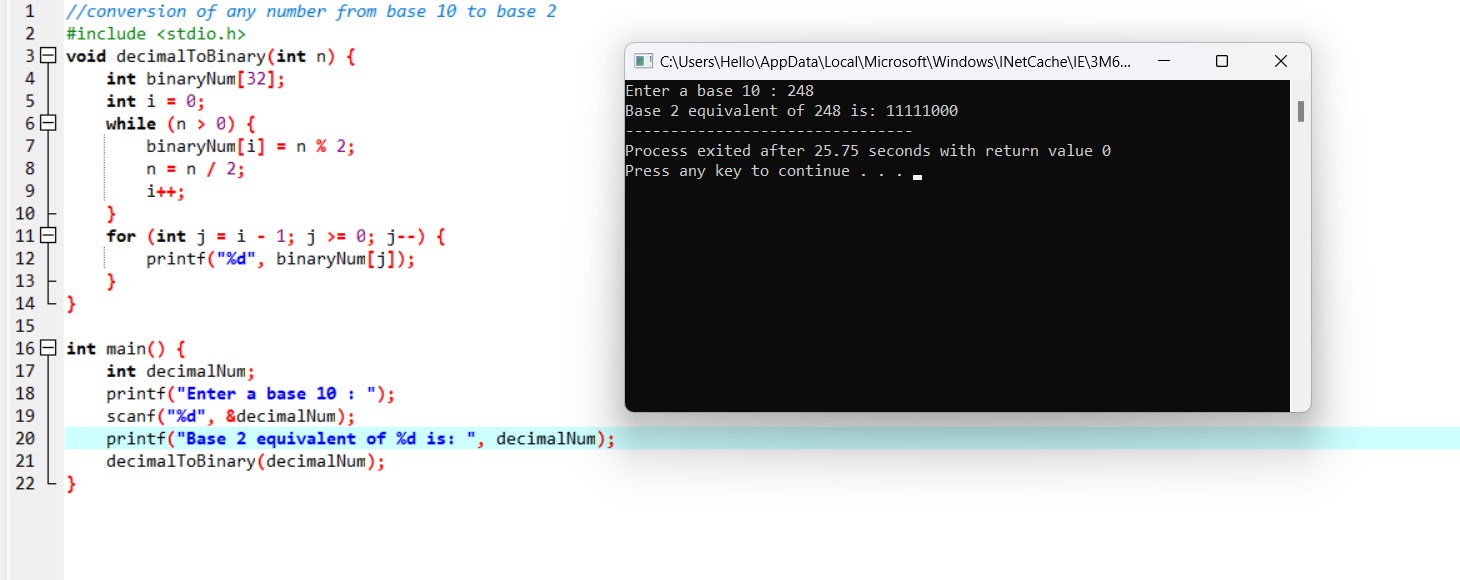 1 //conversion of any number from base 10 to base 2
2 #include <stdio.h>
3 void decimalToBinary(int n) {
4     int binaryNum[32];
5     int i = 0;
6     while (n > 0) {
7         binaryNum[i] = n % 2;
8         n = n / 2;
9         i++;
10     }
11     for (int j = i - 1; j >= 0; j--) {
12         printf("%d", binaryNum[j]);
13     }
14 }
15
16 int main() {
17     int decimalNum;
18     printf("Enter a base 10 : ");
19     scanf("%d", &decimalNum);
20     printf("Base 2 equivalent of %d is: ", decimalNum);
21     decimalToBinary(decimalNum);
22 }
C:\Users\Hello\AppData\Local\Microsoft\Windows\INetCache\IE\3M6...
Enter a base 10 : 248
Base 2 equivalent of 248 is: 11111000
--------------------------------
Process exited after 25.75 seconds with return value 0
Press any key to continue . . .